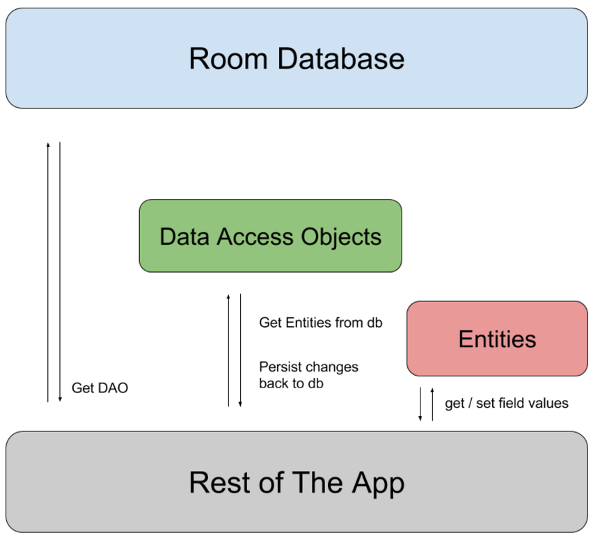 Room Database
Data Access Objects
Get Entities from db
Entities
Persist changes
back to db
Get DAO
get / set field values
Rest of The App